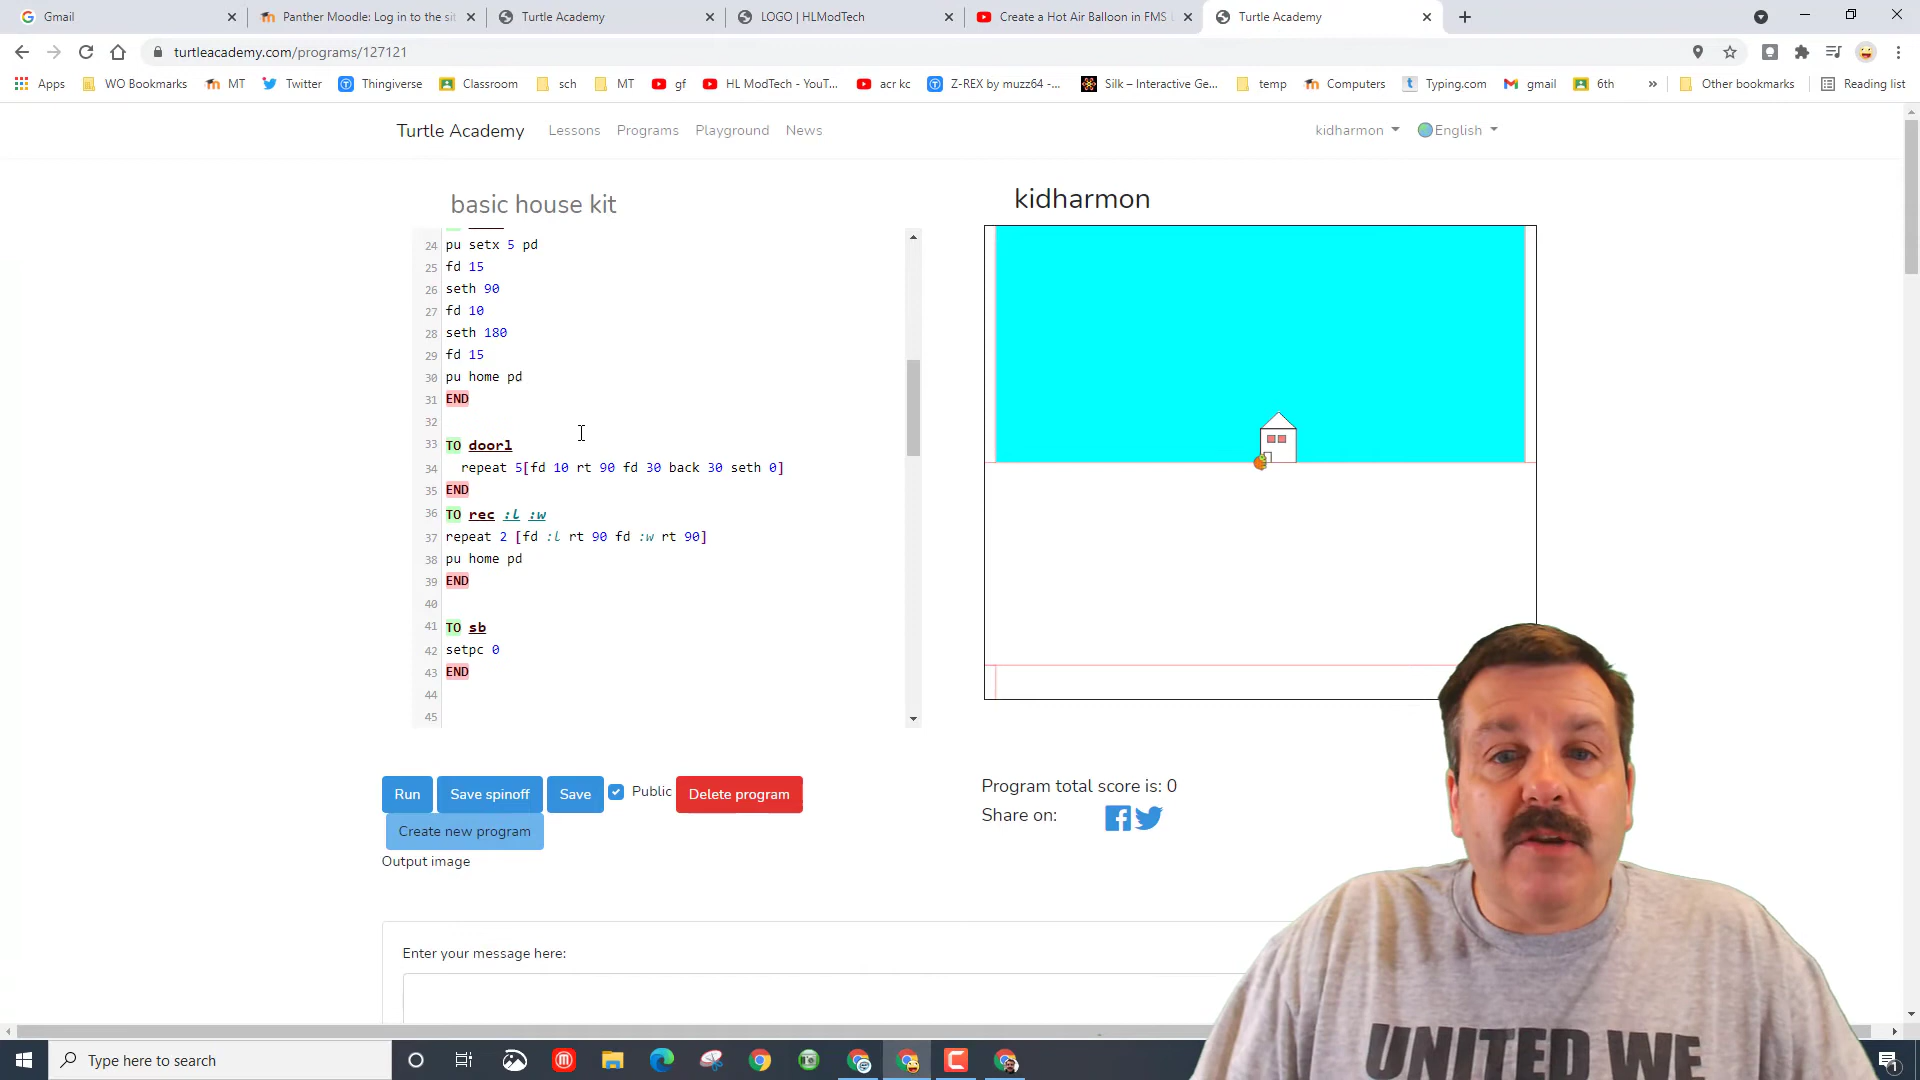 Gmail
Panther Moodle: Log in to the sit
Turtle Academy
LOGO | HLModTech
Create a Hot Air Balloon in FMS
Turtle Academy
turtleacademy.com/programs/127121
Apps
WO Bookmarks
MT
Twitter
Thingiverse
Classroom
sch
MT
gf
HL ModTech - YouT...
acr kc
Z-REX by muzz64 -...
Silk – Interactive Ge...
temp
Computers
Typing.com
gmail
6th
»
Other bookmarks
Reading list
Turtle Academy
Lessons
Programs
Playground
News
kidharmon
English
basic house kit
kidharmon
24 pu setx 5 pd
25 fd 15
26 seth 90
27 fd 10
28 seth 180
29 fd 15
30 pu home pd
31 END
32
33 TO door1
34 repeat 5[fd 10 rt 90 fd 30 back 30 seth 0]
35 END
36 TO rec :l :w
37 repeat 2 [fd :l rt 90 fd :w rt 90]
38 pu home pd
39 END
40
41 TO sb
42 setpc 0
43 END
44
45
Run
Save spinoff
Save
Public
Delete program
Create new program
Output image
Program total score is: 0
Share on:
Enter your message here:
UNITED WE
Type here to search
1